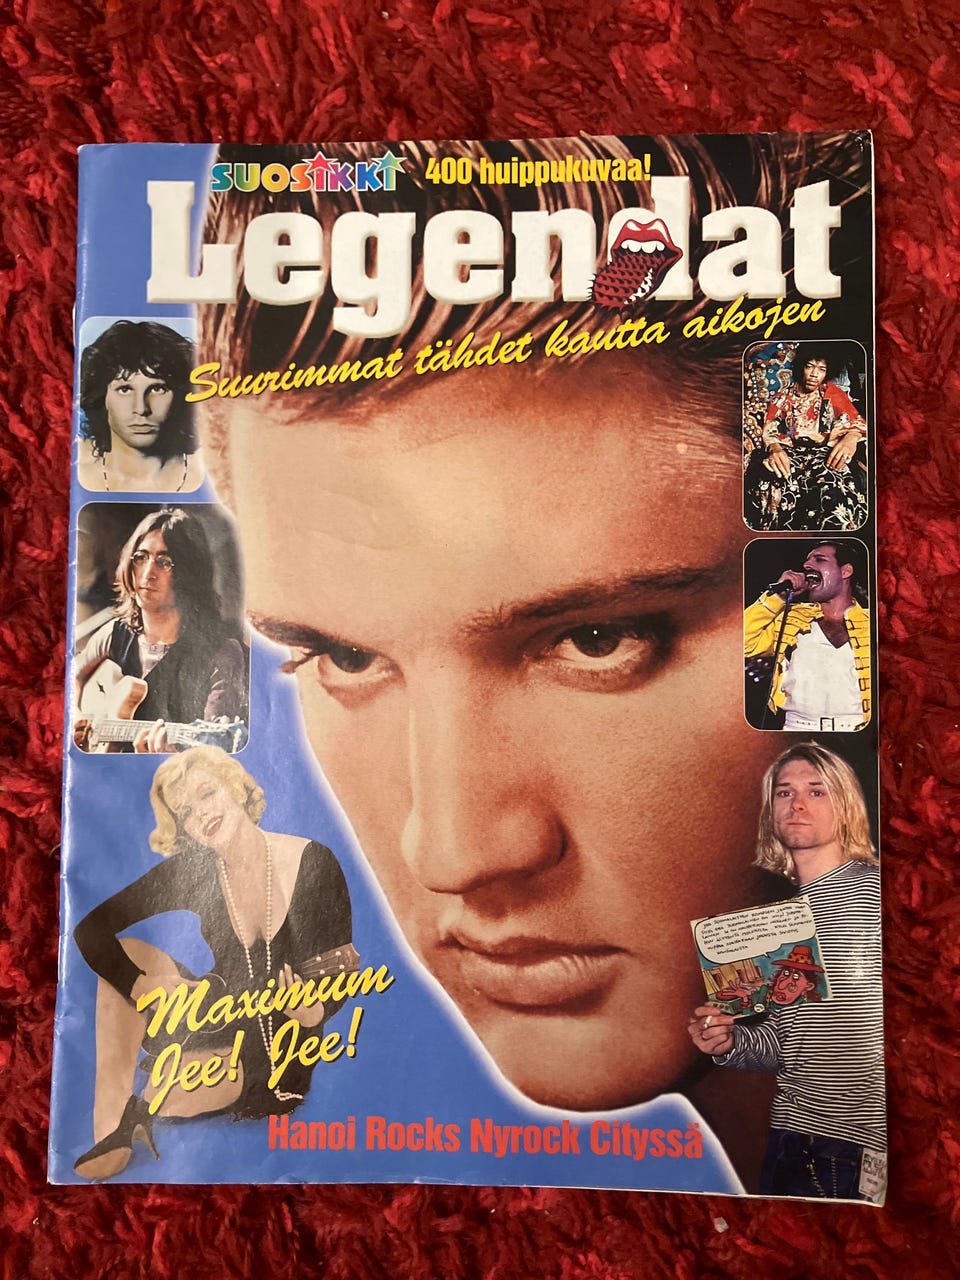 SUOSIKKI
400 huippukuvaa!
Legendat
Suurimmat tähdet kautta aikojen
Maximum
Jee! Jee!
Hanoi Rocks Nyrock Cityssä